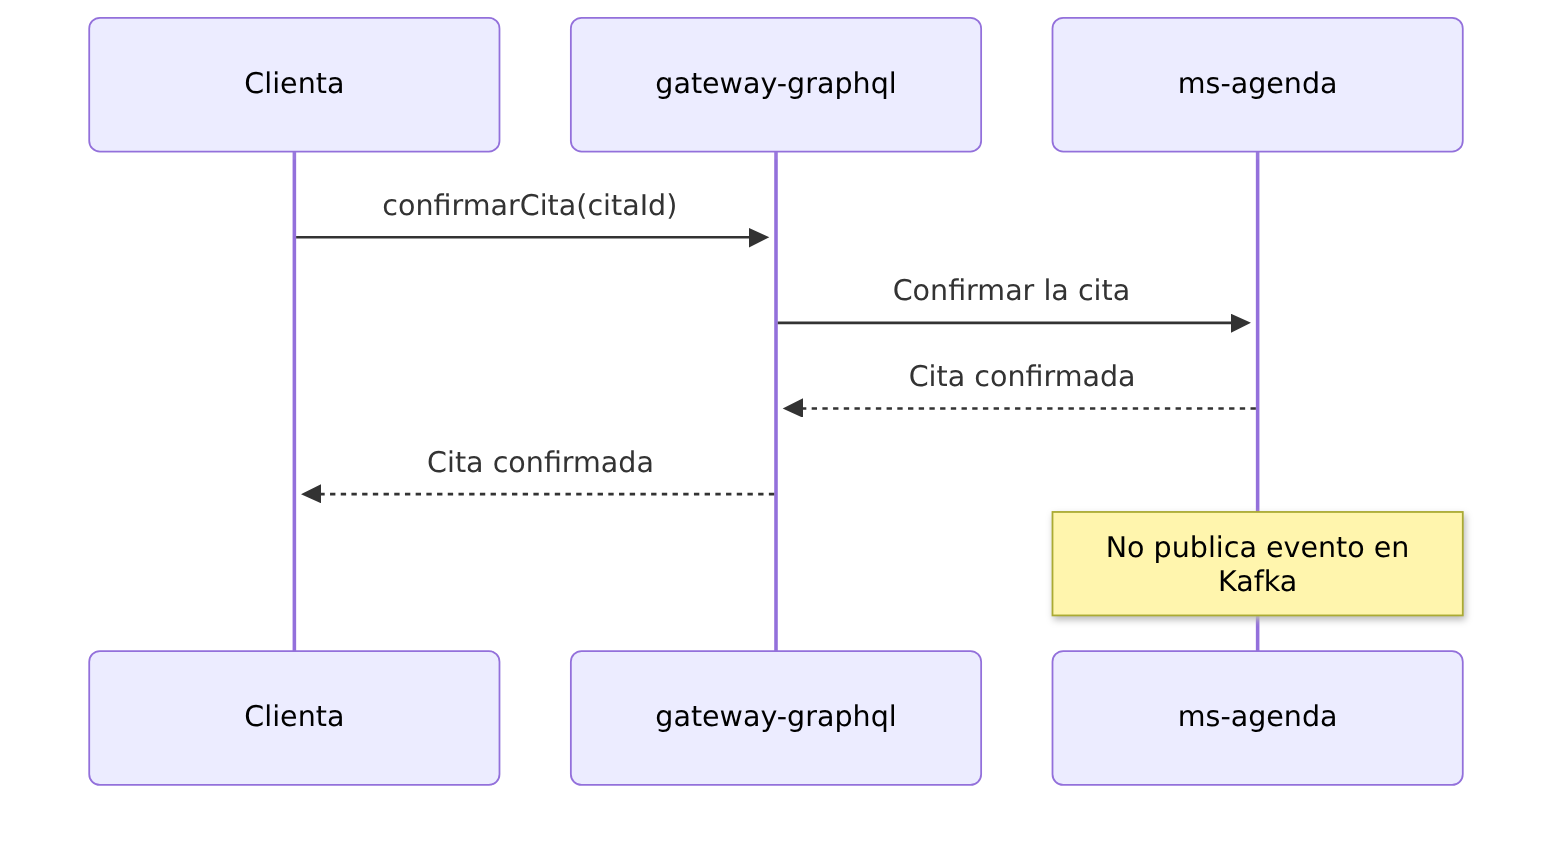 Clienta
gateway-graphql
ms-agenda
confirmarCita(citaId)
Confirmar la cita
Cita confirmada
Cita confirmada
No publica evento en
Kafka
Clienta
gateway-graphql
ms-agenda